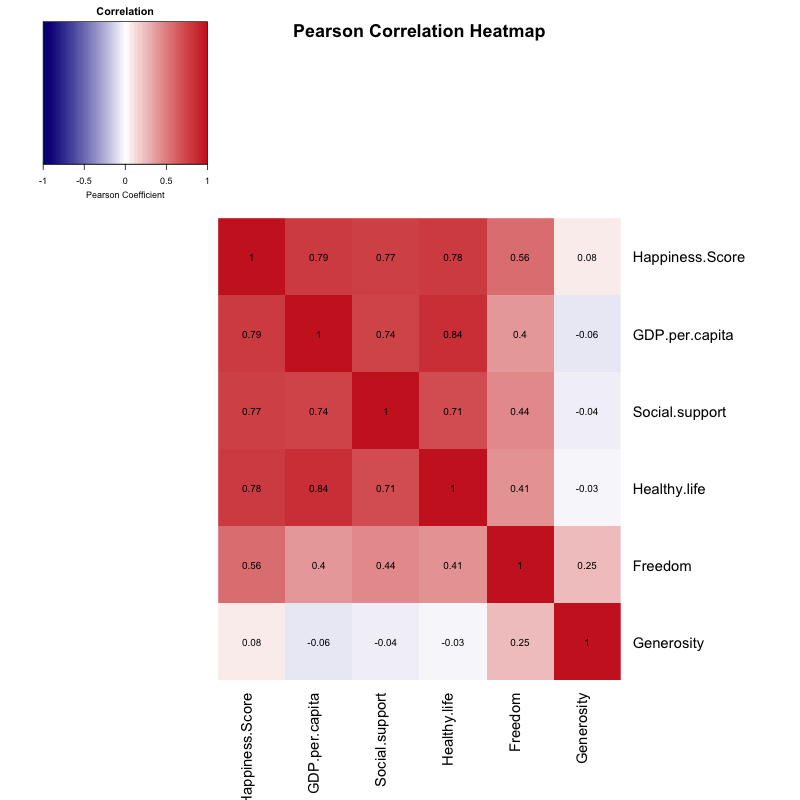 Correlation
Pearson Correlation Heatmap
-1 -0.5 0 0.5 1
Pearson Coefficient
1 0.79 0.77 0.78 0.56 0.08 Happiness.Score
0.79 1 0.74 0.84 0.4 -0.06 GDP.per.capita
0.77 0.74 1 0.71 0.44 -0.04 Social.support
0.78 0.84 0.71 1 0.41 -0.03 Healthy.life
0.56 0.4 0.44 0.41 1 0.25 Freedom
0.08 -0.06 -0.04 -0.03 0.25 1 Generosity
Happiness.Score
GDP.per.capita
Social.support
Healthy.life
Freedom
Generosity